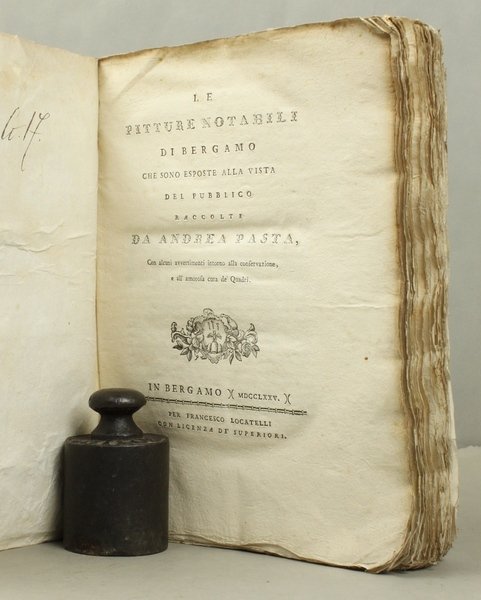 LE
PITTURE NOTABILI
DI BERGAMO
CHE SONO ESPOSTE ALLA VISTA
DEL PUBBLICO
RACCOLTE
DA ANDREA PASTA,
Con alcuni avvertimenti intorno alla conservazione,
e all' amorosa cura de' Quadri.
IN BERGAMO )( MDCCLXXV. )(
PER FRANCESCO LOCATELLI
CON LICENZA DE' SUPERIORI.